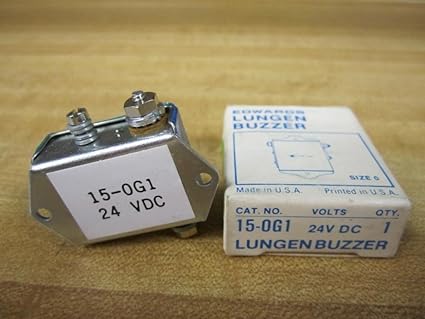 15-0G1
24 VDC
EDWARDS
LUNGEN
BUZZER
SIZE 6
Made in U.S.A. Printed in U.S.A.
CAT. NO. VOLTS QTY.
15-0G1 24V DC 1
LUNGEN BUZZER